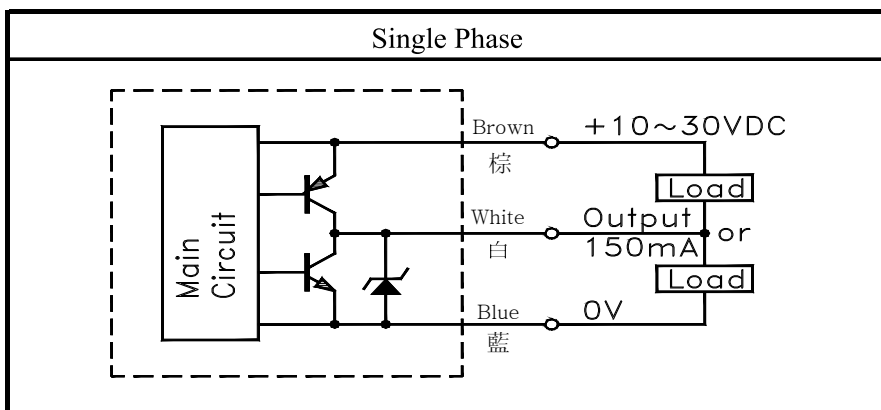 Single Phase
Brown
棕
+10~30VDC
Load
Main
Circuit
White
白
Output
150mA
or
Load
Blue
藍
0V